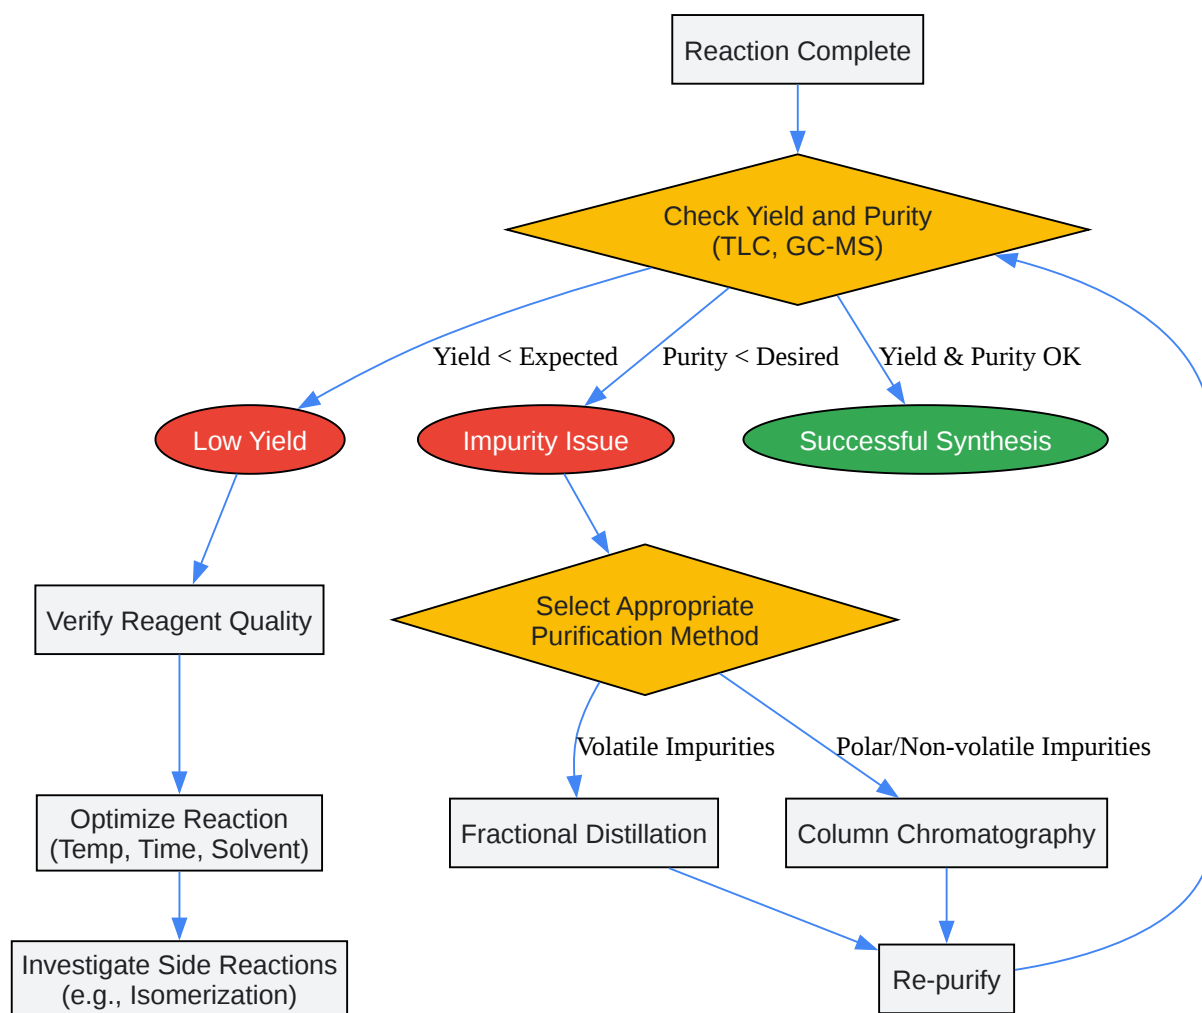 Reaction Complete
Check Yield and Purity
(TLC, GC-MS)
Yield < Expected
Purity < Desired
Yield & Purity OK
Low Yield
Impurity Issue
Successful Synthesis
Verify Reagent Quality
Select Appropriate
Purification Method
Volatile Impurities
Polar/Non-volatile Impurities
Optimize Reaction
(Temp, Time, Solvent)
Fractional Distillation
Column Chromatography
Investigate Side Reactions
(e.g., Isomerization)
Re-purify